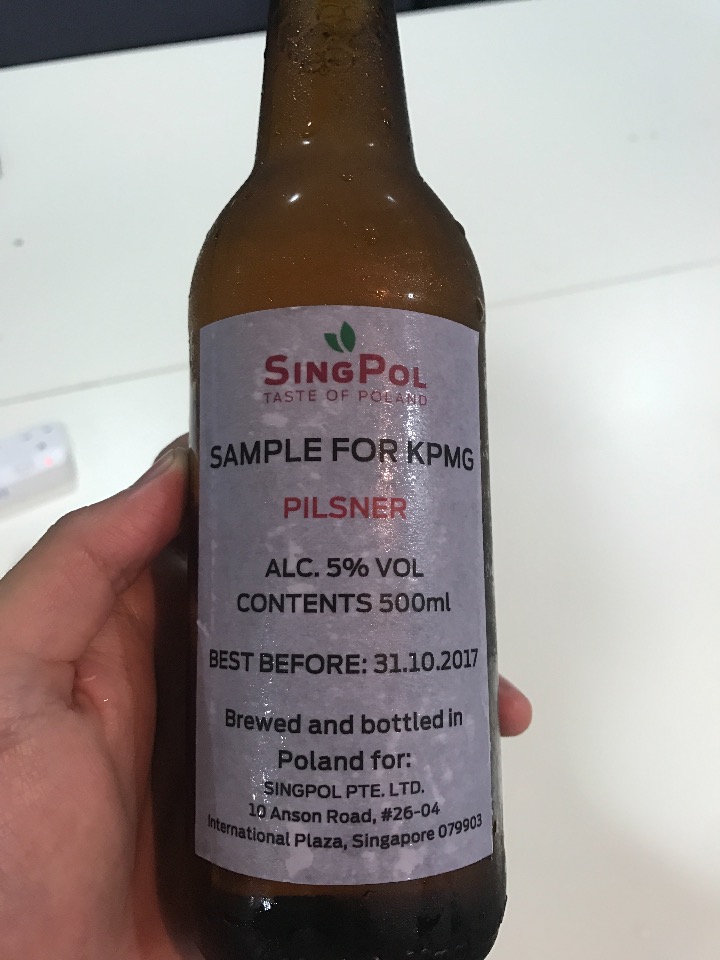 SINGPOL
TASTE OF POLAND
SAMPLE FOR KPMG
PILSNER
ALC. 5% VOL
CONTENTS 500ml
BEST BEFORE: 31.10.2017
Brewed and bottled in
Poland for:
SINGPOL PTE. LTD.
10 Anson Road, #26-04
International Plaza, Singapore 079903